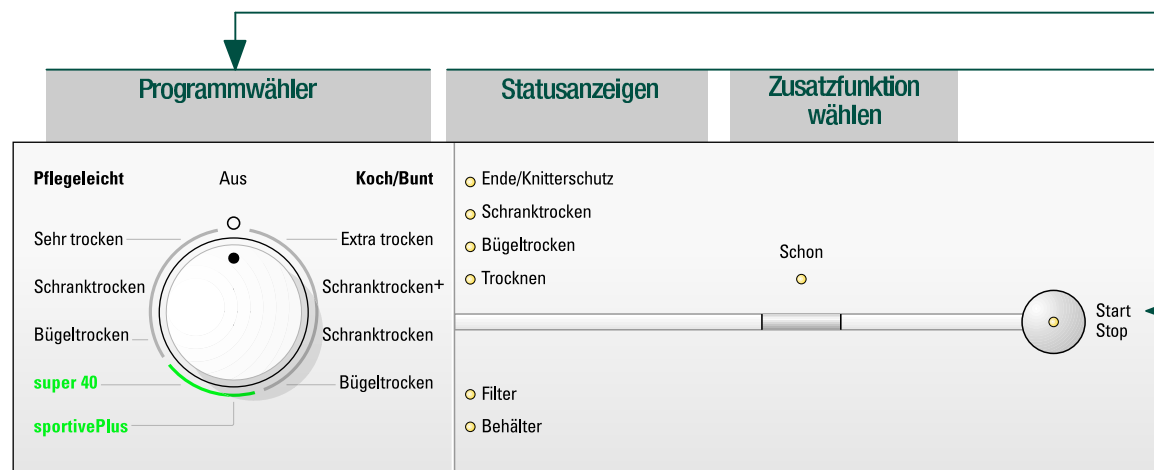 Programmwähler
Statusanzeigen
Zusatzfunktion
wählen
Pflegeleicht
Aus
Koch/Bunt
Sehr trocken
Schranktrocken
Bügeltrocken
super 40
sportivePlus
Extra trocken
Schranktrocken+
Schranktrocken
Bügeltrocken
Ende/Knitterschutz
Schranktrocken
Bügeltrocken
Trocknen
Filter
Behälter
Schon
Start
Stop